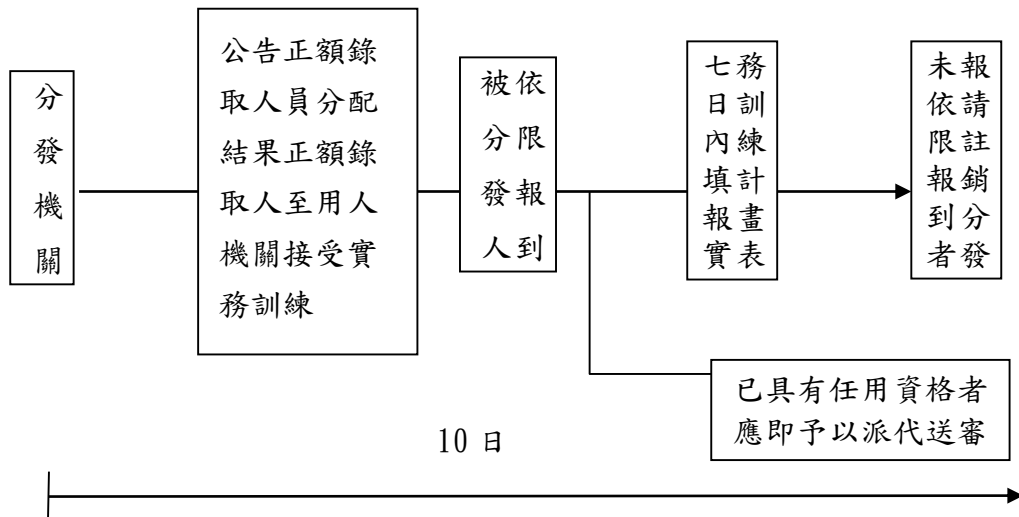 分發機關
公告正額錄
取人員分配
結果正額錄
取人至用人
機關接受實
務訓練
被分發人
依限報到
七日內填報實
務訓練計畫表
未依限報到者
報請註銷分發
已具有任用資格者
應即予以派代送審
10 日